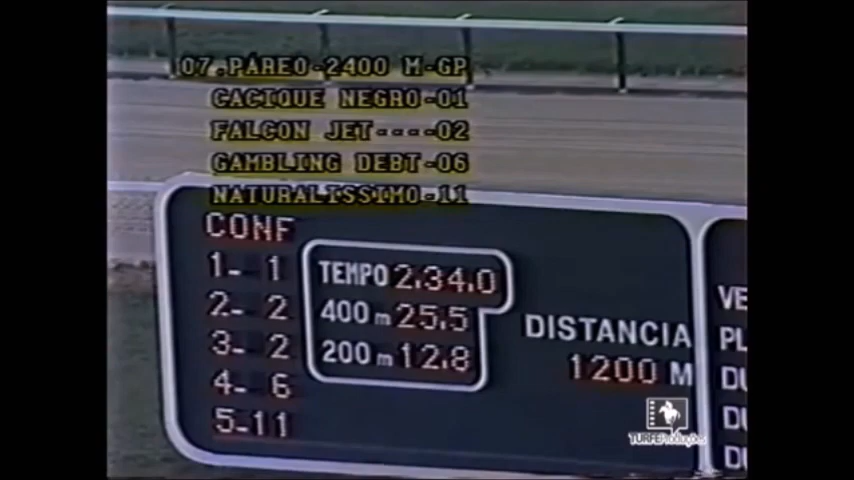 07.PÁREO-2400 M-GP
CACIQUE NEGRO-01
FALCON JET----02
GAMBLING DEBT-06
NATURALISSIMO-11
CONF
1- 1
2- 2
3- 2
4- 6
5-11
TEMPO 2.34.0
400 m 25.5
200 m 12.8
DISTANCIA
1200 M
VE
PL
DU
DU
DU
TURFEProduções